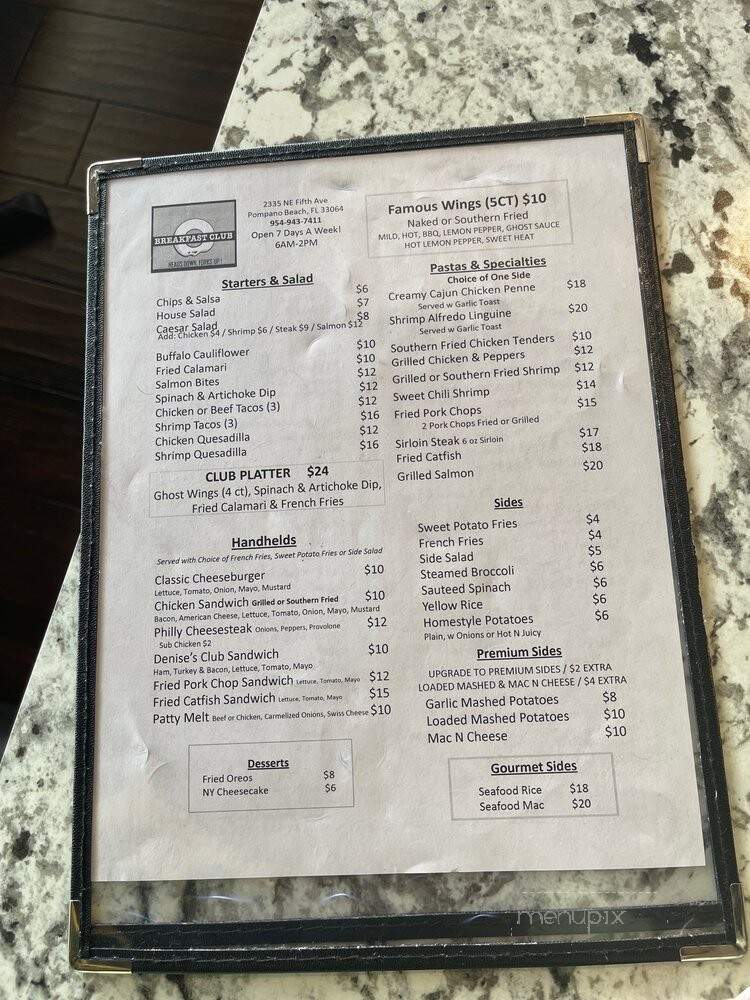 BREAKFAST CLUB
HEADS DOWN, FORKS UP!
2335 NE Fifth Ave
Pompano Beach, FL 33064
954-943-7411
Open 7 Days A Week!
6AM-2PM
Famous Wings (5CT) $10
Naked or Southern Fried
MILD, HOT, BBQ, LEMON PEPPER, GHOST SAUCE
HOT LEMON PEPPER, SWEET HEAT
Starters & Salad
Chips & Salsa $6
House Salad $7
Caesar Salad $8
Add: Chicken $4 / Shrimp $6 / Steak $9 / Salmon $12
Buffalo Cauliflower $10
Fried Calamari $10
Salmon Bites $12
Spinach & Artichoke Dip $12
Chicken or Beef Tacos (3) $12
Shrimp Tacos (3) $16
Chicken Quesadilla $12
Shrimp Quesadilla $16
CLUB PLATTER $24
Ghost Wings (4 ct), Spinach & Artichoke Dip,
Fried Calamari & French Fries
Handhelds
Served with Choice of French Fries, Sweet Potato Fries or Side Salad
Classic Cheeseburger $10
Lettuce, Tomato, Onion, Mayo, Mustard
Chicken Sandwich Grilled or Southern Fried $10
Bacon, American Cheese, Lettuce, Tomato, Onion, Mayo, Mustard
Philly Cheesesteak Onions, Peppers, Provolone $12
Sub Chicken $2
Denise's Club Sandwich $10
Ham, Turkey & Bacon, Lettuce, Tomato, Mayo
Fried Pork Chop Sandwich Lettuce, Tomato, Mayo $12
Fried Catfish Sandwich Lettuce, Tomato, Mayo $15
Patty Melt Beef or Chicken, Carmelized Onions, Swiss Cheese $10
Desserts
Fried Oreos $8
NY Cheesecake $6
Pastas & Specialties
Choice of One Side
Creamy Cajun Chicken Penne $18
Served w Garlic Toast
Shrimp Alfredo Linguine $20
Served w Garlic Toast
Southern Fried Chicken Tenders $10
Grilled Chicken & Peppers $12
Grilled or Southern Fried Shrimp $12
Sweet Chili Shrimp $14
Fried Pork Chops $15
2 Pork Chops Fried or Grilled
Sirloin Steak 6 oz Sirloin $17
Fried Catfish $18
Grilled Salmon $20
Sides
Sweet Potato Fries $4
French Fries $4
Side Salad $5
Steamed Broccoli $6
Sauteed Spinach $6
Yellow Rice $6
Homestyle Potatoes $6
Plain, w Onions or Hot N Juicy
Premium Sides
UPGRADE TO PREMIUM SIDES / $2 EXTRA
LOADED MASHED & MAC N CHEESE / $4 EXTRA
Garlic Mashed Potatoes $8
Loaded Mashed Potatoes $10
Mac N Cheese $10
Gourmet Sides
Seafood Rice $18
Seafood Mac $20
menupix